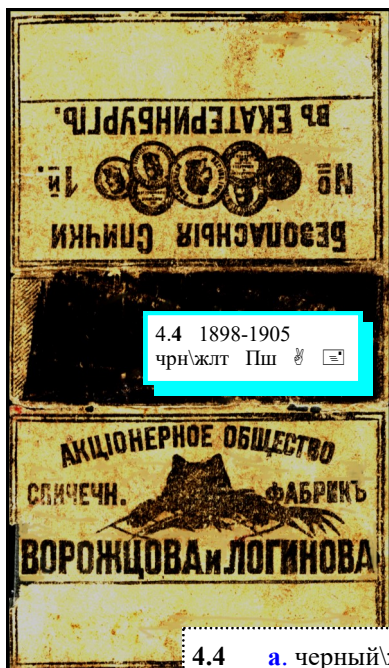 БЕЗОПАСНЫЯ СПИЧКИ
№ 1й.
въ ЕКАТЕРИНБУРГѢ.
4.4 1898-1905
чрн\жлт Пш ✌ 🖃
АКЦІОНЕРНОЕ ОБЩЕСТВО
СПИЧЕЧН. ФАБРИКЪ
ВОРОЖЦОВА и ЛОГИНОВА
4.4 а. черный\